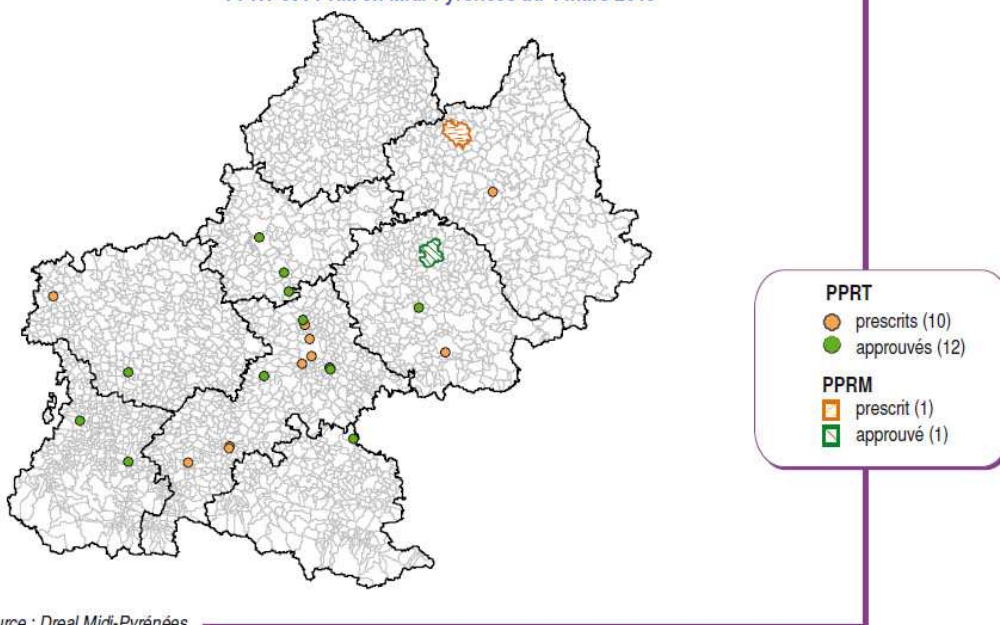 PPRT
prescrits (10)
approuvés (12)
PPRM
prescrit (1)
approuvé (1)
: Dreal Midi-Pyrénées